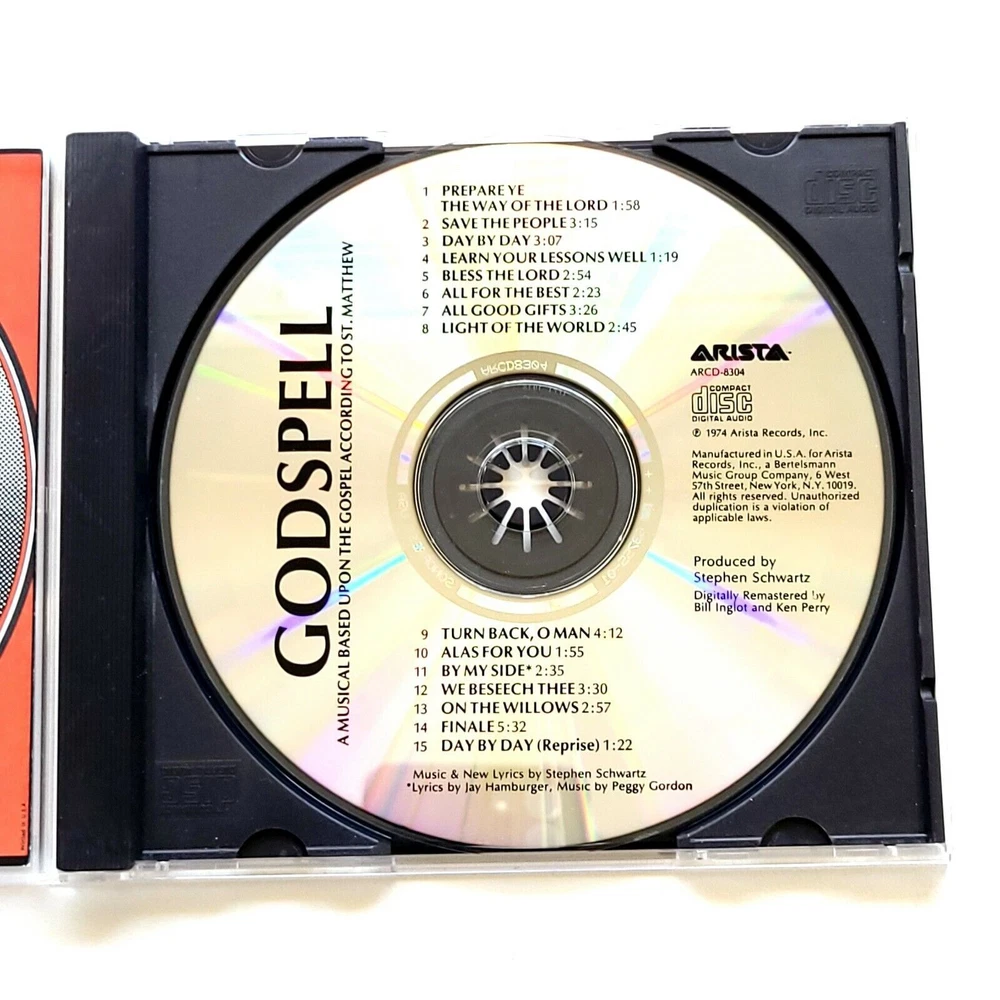 GODSPELL
A MUSICAL BASED UPON THE GOSPEL ACCORDING TO ST. MATTHEW
1 PREPARE YE
THE WAY OF THE LORD 1:58
2 SAVE THE PEOPLE 3:15
3 DAY BY DAY 3:07
4 LEARN YOUR LESSONS WELL 1:19
5 BLESS THE LORD 2:54
6 ALL FOR THE BEST 2:23
7 ALL GOOD GIFTS 3:26
8 LIGHT OF THE WORLD 2:45
ARISTA
ARCD-8304
COMPACT
disc
DIGITAL AUDIO
℗ 1974 Arista Records, Inc.
Manufactured in U.S.A. for Arista
Records, Inc., a Bertelsmann
Music Group Company, 6 West
57th Street, New York, N.Y. 10019.
All rights reserved. Unauthorized
duplication is a violation of
applicable laws.
Produced by
Stephen Schwartz
Digitally Remastered by
Bill Inglot and Ken Perry
9 TURN BACK, O MAN 4:12
10 ALAS FOR YOU 1:55
11 BY MY SIDE* 2:35
12 WE BESEECH THEE 3:30
13 ON THE WILLOWS 2:57
14 FINALE 5:32
15 DAY BY DAY (Reprise) 1:22
Music & New Lyrics by Stephen Schwartz
*Lyrics by Jay Hamburger, Music by Peggy Gordon
ARCD8304
COMPACT
disc
DIGITAL AUDIO